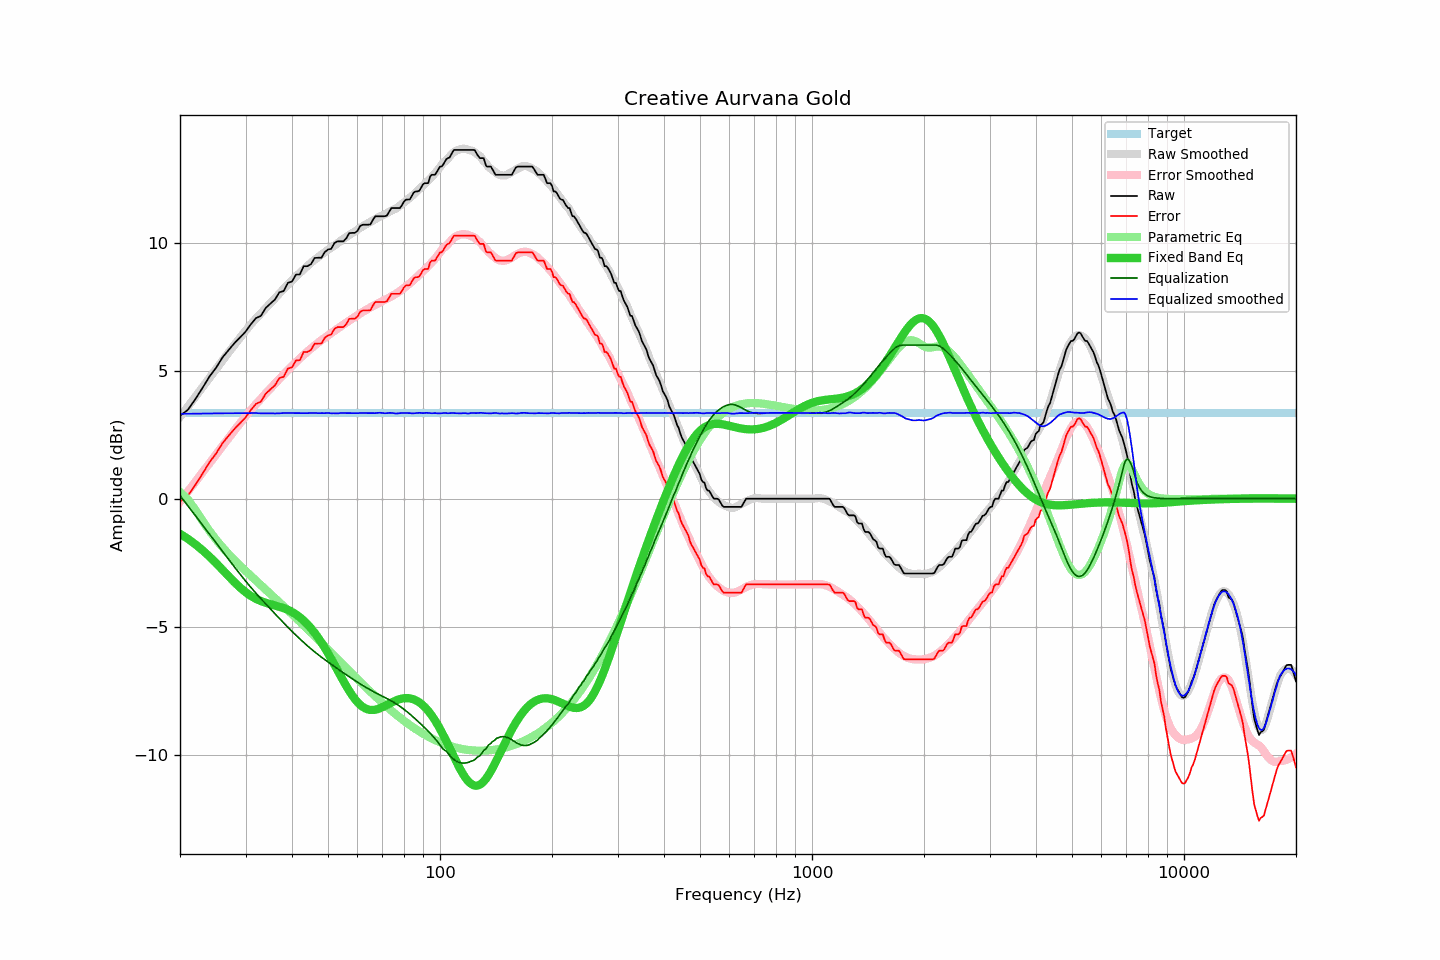 Creative Aurvana Gold
Target
Raw Smoothed
Error Smoothed
Raw
Error
Parametric Eq
Fixed Band Eq
Equalization
Equalized smoothed
10
5
0
−5
−10
Amplitude (dBr)
100
1000
10000
Frequency (Hz)